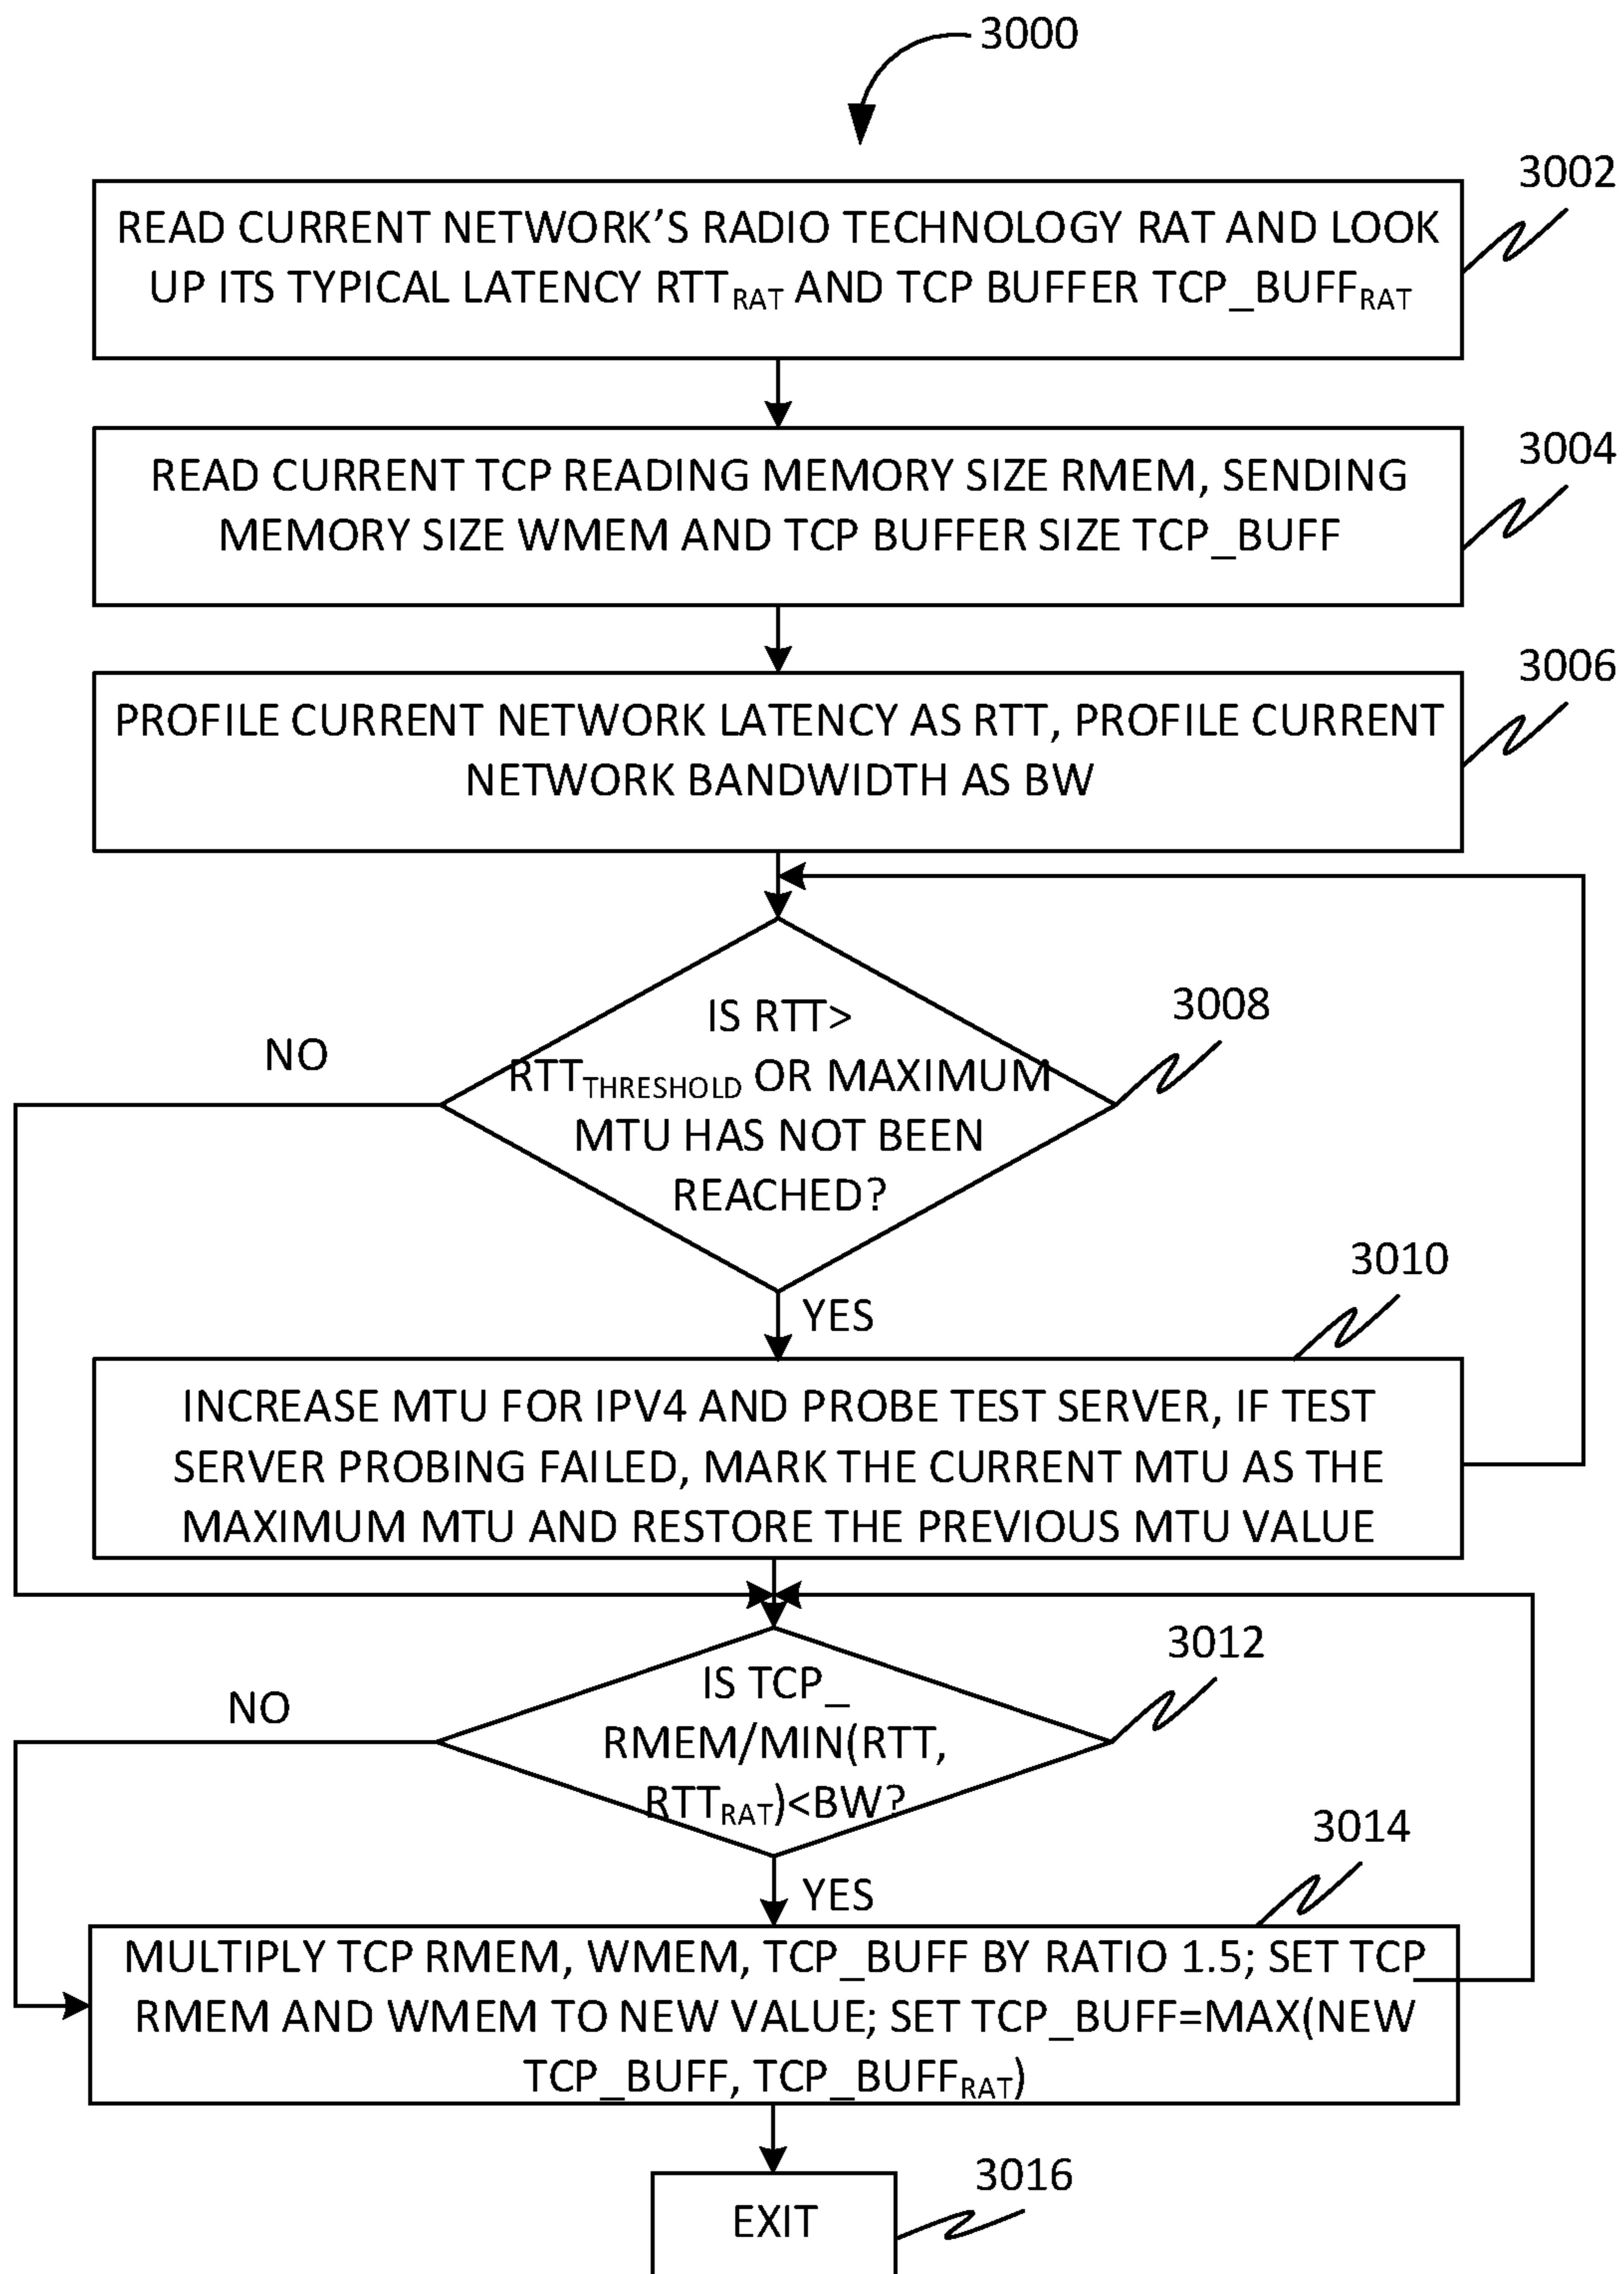 3000
3002
READ CURRENT NETWORK'S RADIO TECHNOLOGY RAT AND LOOK
UP ITS TYPICAL LATENCY RTTRAT AND TCP BUFFER TCP_BUFFRAT
3004
READ CURRENT TCP READING MEMORY SIZE RMEM, SENDING
MEMORY SIZE WMEM AND TCP BUFFER SIZE TCP_BUFF
3006
PROFILE CURRENT NETWORK LATENCY AS RTT, PROFILE CURRENT
NETWORK BANDWIDTH AS BW
3008
IS RTT>
RTTTHRESHOLD OR MAXIMUM
MTU HAS NOT BEEN
REACHED?
NO
YES
3010
INCREASE MTU FOR IPV4 AND PROBE TEST SERVER, IF TEST
SERVER PROBING FAILED, MARK THE CURRENT MTU AS THE
MAXIMUM MTU AND RESTORE THE PREVIOUS MTU VALUE
3012
IS TCP_
RMEM/MIN(RTT,
RTTRAT)<BW?
NO
YES
3014
MULTIPLY TCP RMEM, WMEM, TCP_BUFF BY RATIO 1.5; SET TCP
RMEM AND WMEM TO NEW VALUE; SET TCP_BUFF=MAX(NEW
TCP_BUFF, TCP_BUFFRAT)
3016
EXIT